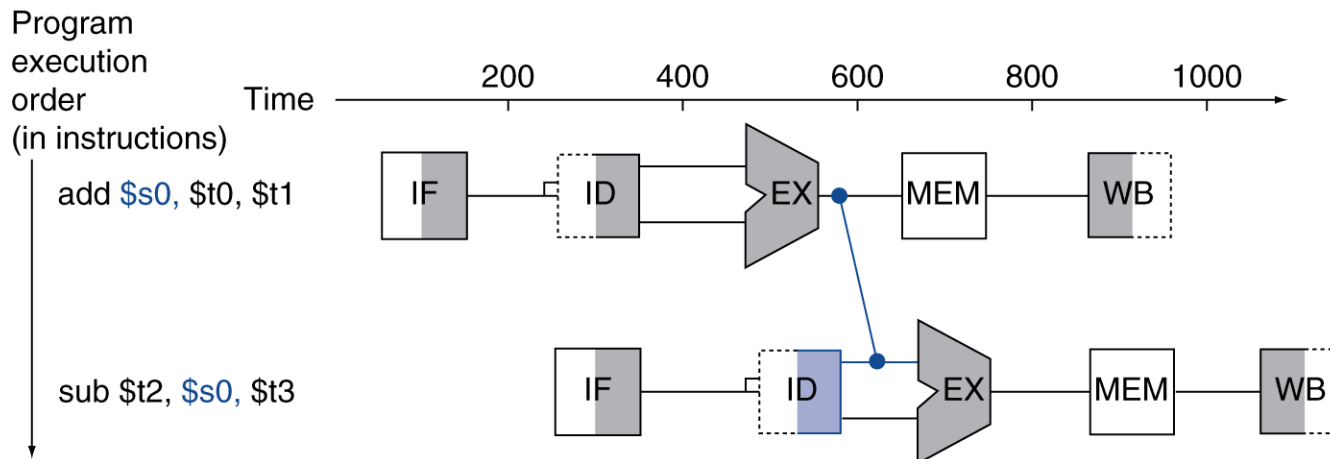 Program
execution
order
(in instructions)
Time
200 400 600 800 1000
add $s0, $t0, $t1
IF ID EX MEM WB
sub $t2, $s0, $t3
IF ID EX MEM WB